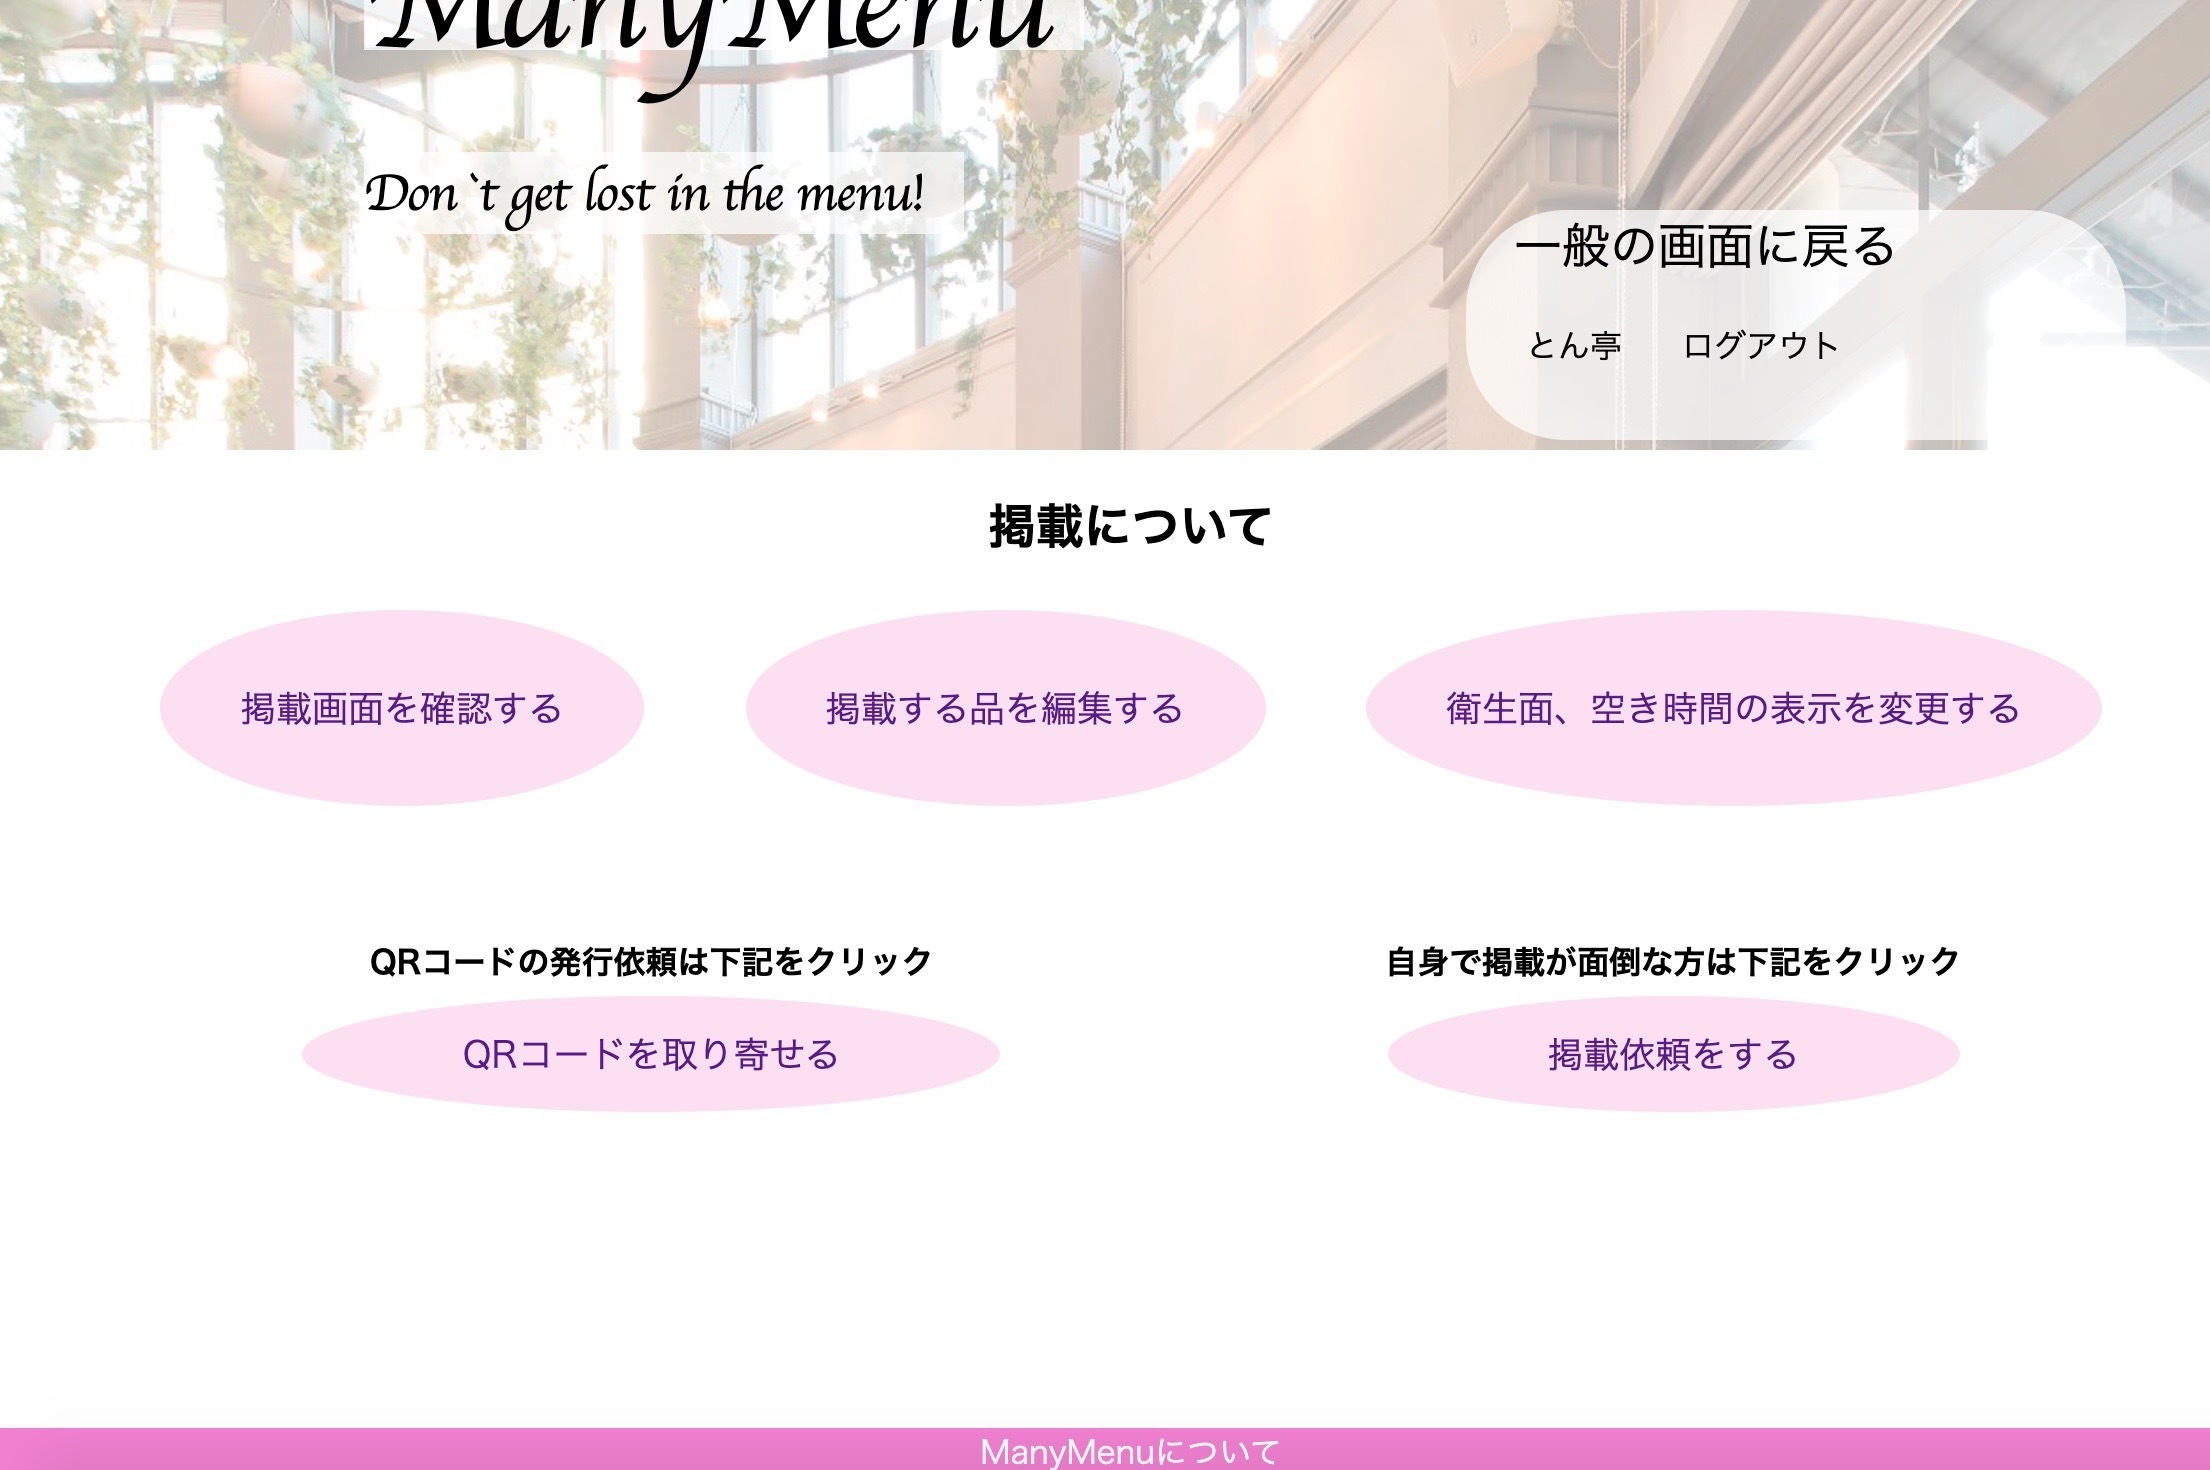 ManyMenu
Don`t get lost in the menu!
一般の画面に戻る
とん亭 ログアウト
掲載について
掲載画面を確認する 掲載する品を編集する 衛生面、空き時間の表示を変更する
QRコードの発行依頼は下記をクリック 自身で掲載が面倒な方は下記をクリック
QRコードを取り寄せる 掲載依頼をする
ManyMenuについて